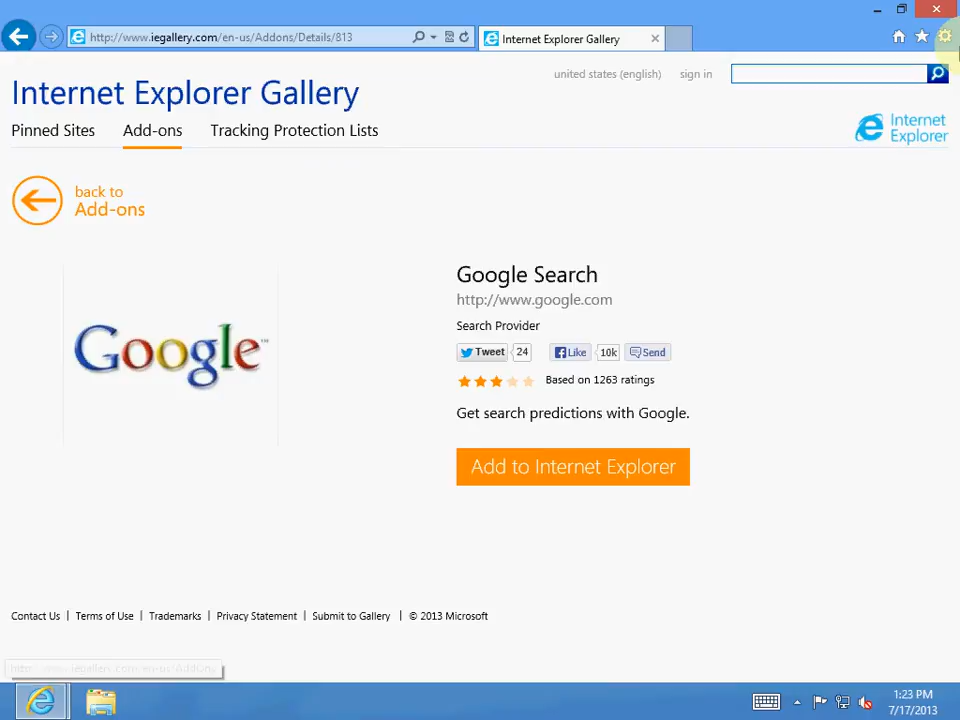 http://www.iegallery.com/en-us/Addons/Details/813
Internet Explorer Gallery
united states (english) sign in
Internet Explorer Gallery
Pinned Sites Add-ons Tracking Protection Lists
Internet
Explorer
back to
Add-ons
Google™
Google Search
http://www.google.com
Search Provider
Tweet 24 Like 10k Send
Based on 1263 ratings
Get search predictions with Google.
Add to Internet Explorer
Contact Us | Terms of Use | Trademarks | Privacy Statement | Submit to Gallery | © 2013 Microsoft
1:23 PM
7/17/2013